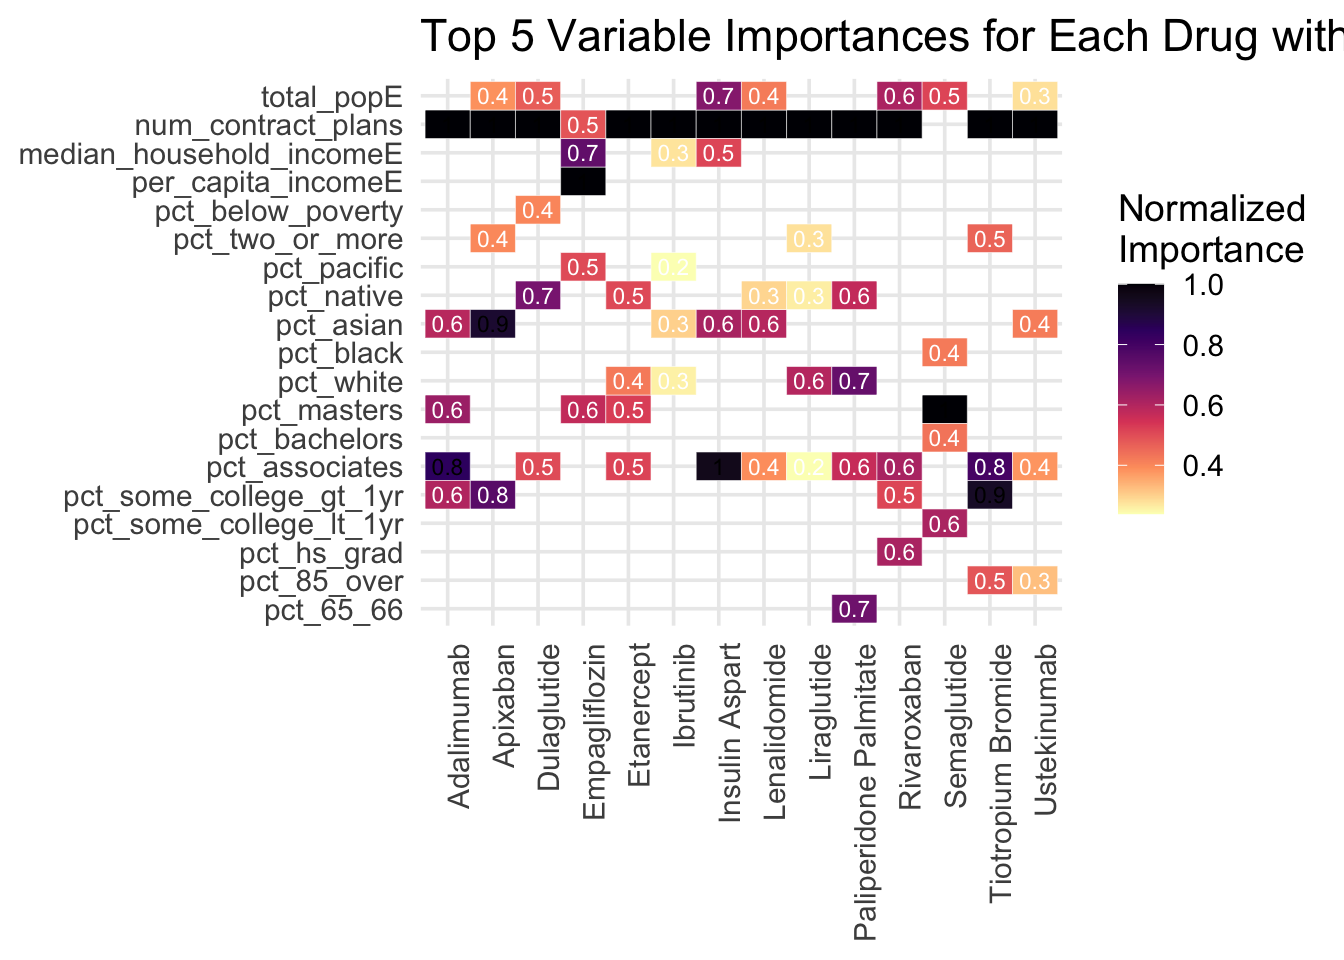 Top 5 Variable Importances for Each Drug with
total_popE 0.4 0.5 0.7 0.4 0.6 0.5 0.3
num_contract_plans 0.5
median_household_incomeE 0.7 0.3 0.5
per_capita_incomeE
pct_below_poverty 0.4
pct_two_or_more 0.4 0.3 0.5
pct_pacific 0.5 0.2
pct_native 0.7 0.5 0.3 0.3 0.6
pct_asian 0.6 0.9 0.3 0.6 0.6 0.4
pct_black 0.4
pct_white 0.4 0.3 0.6 0.7
pct_masters 0.6 0.6 0.5
pct_bachelors 0.4
pct_associates 0.8 0.5 0.5 1 0.4 0.2 0.6 0.6 0.8 0.4
pct_some_college_gt_1yr 0.6 0.8 0.5 0.9
pct_some_college_lt_1yr 0.6
pct_hs_grad 0.6
pct_85_over 0.5 0.3
pct_65_66 0.7
Adalimumab
Apixaban
Dulaglutide
Empagliflozin
Etanercept
Ibrutinib
Insulin Aspart
Lenalidomide
Liraglutide
Paliperidone Palmitate
Rivaroxaban
Semaglutide
Tiotropium Bromide
Ustekinumab
Normalized
Importance
1.0
0.8
0.6
0.4